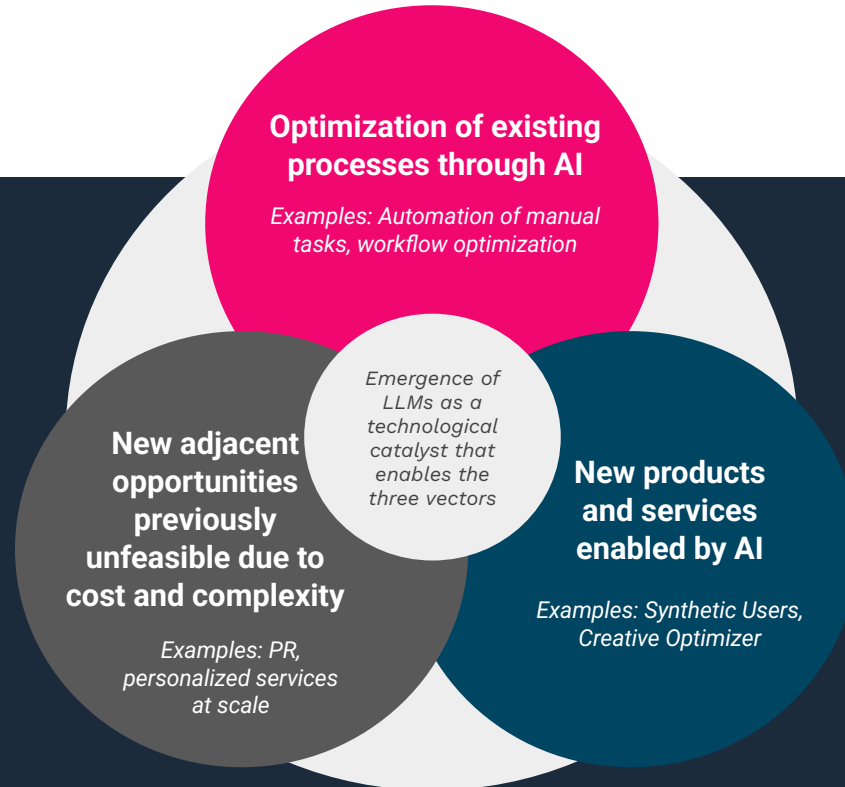 Optimization of existing
processes through AI
Examples: Automation of manual
tasks, workflow optimization
Emergence of
LLMs as a
technological
catalyst that
enables the
three vectors
New adjacent
opportunities
previously
unfeasible due to
cost and complexity
Examples: PR,
personalized services
at scale
New products
and services
enabled by AI
Examples: Synthetic Users,
Creative Optimizer